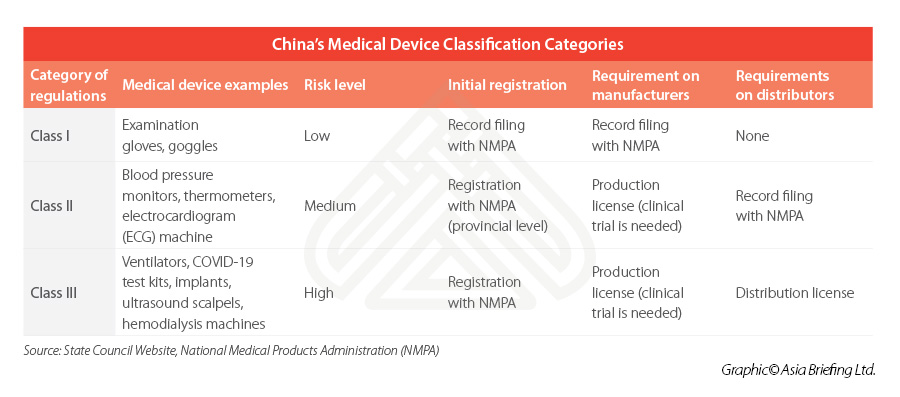 China's Medical Device Classification Categories
Category of
regulations
Medical device examples
Risk level
Initial registration
Requirement on
manufacturers
Requirements
on distributors
Class I
Examination
gloves, goggles
Low
Record filing
with NMPA
Record filing
with NMPA
None
Class II
Blood pressure
monitors, thermometers,
electrocardiogram
(ECG) machine
Medium
Registration
with NMPA
(provincial level)
Production
license (clinical
trial is needed)
Record filing
with NMPA
Class III
Ventilators, COVID-19
test kits, implants,
ultrasound scalpels,
hemodialysis machines
High
Registration
with NMPA
Production
license (clinical
trial is needed)
Distribution license
Source: State Council Website, National Medical Products Administration (NMPA)
Graphic© Asia Briefing Ltd.